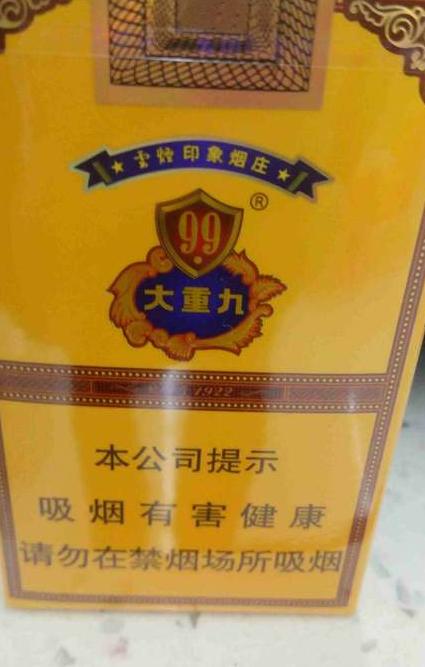 云烟印象烟庄
®
99
大重九
1922
本公司提示
吸烟有害健康
请勿在禁烟场所吸烟